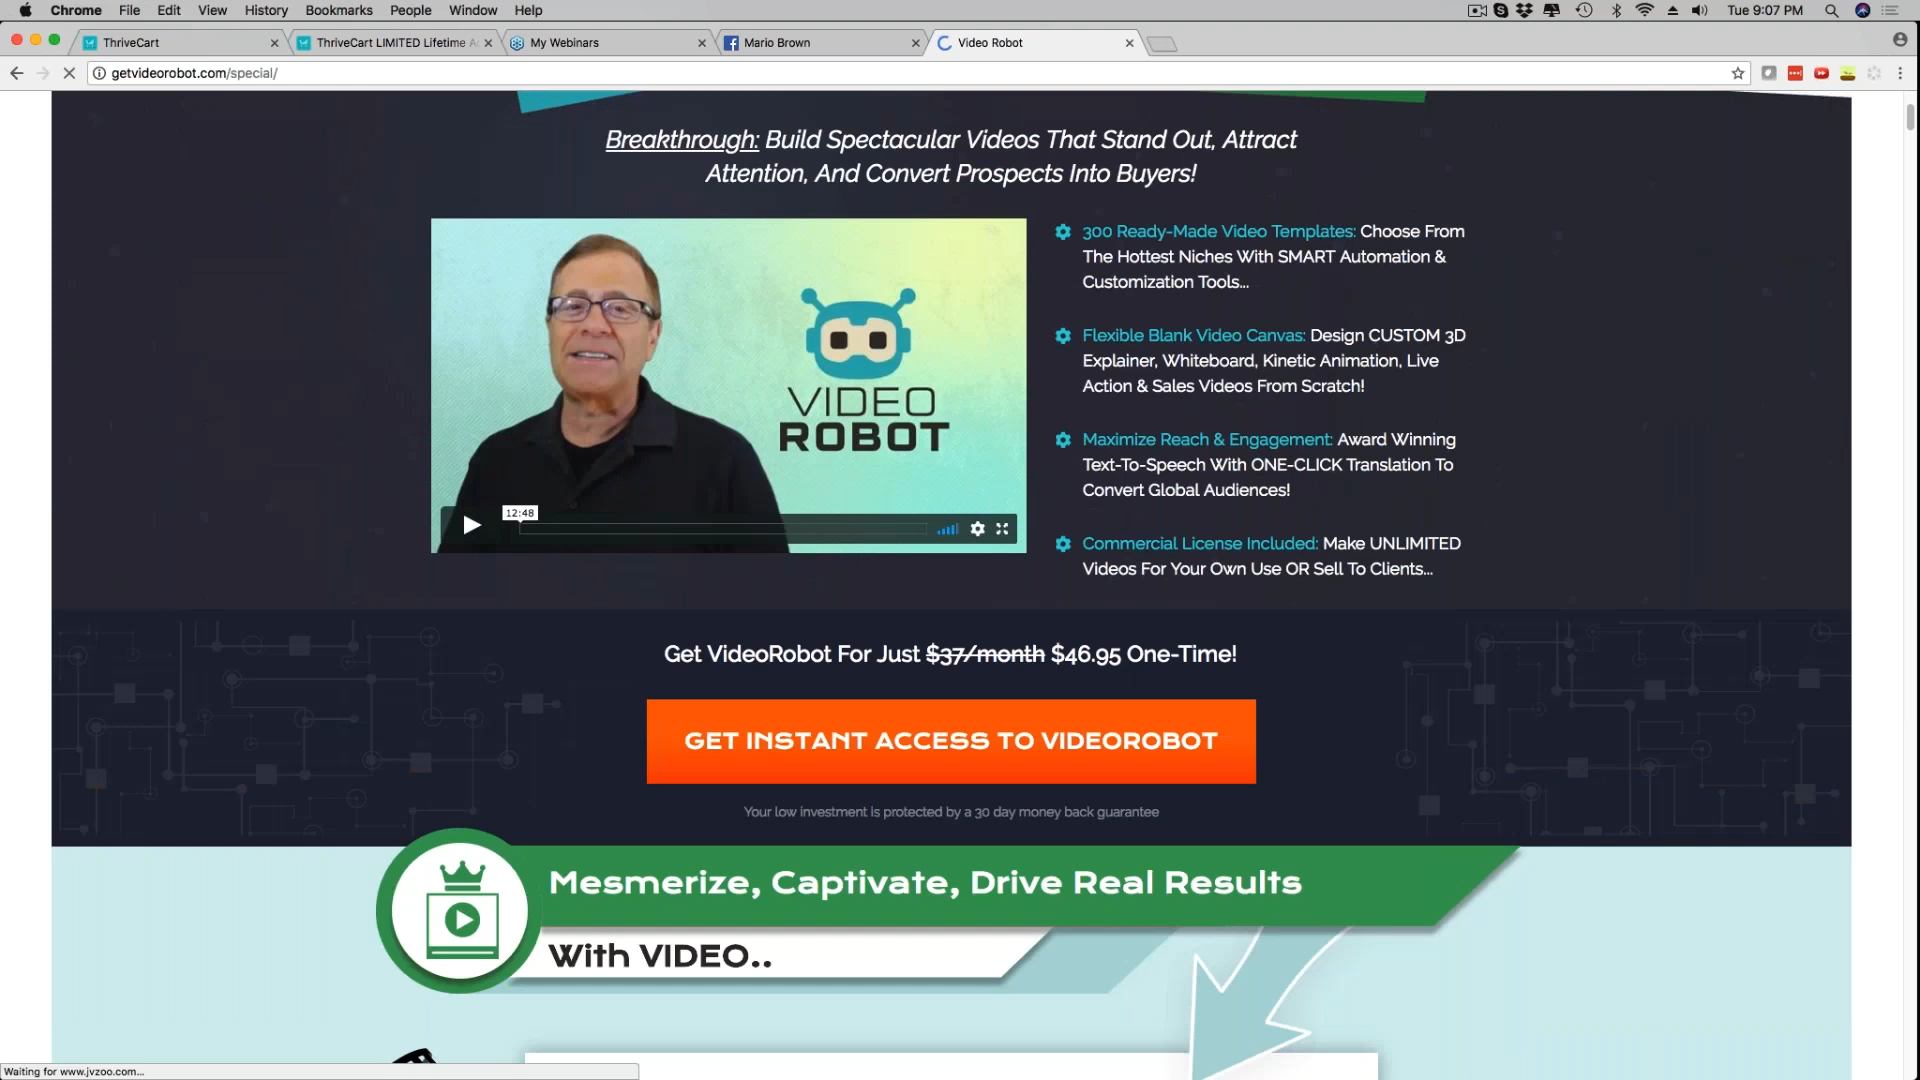 Chrome File Edit View History Bookmarks People Window Help
Tue 9:07 PM
ThriveCart
ThriveCart LIMITED Lifetime
My Webinars
Mario Brown
Video Robot
getvideorobot.com/special/
Breakthrough: Build Spectacular Videos That Stand Out, Attract
Attention, And Convert Prospects Into Buyers!
VIDEO
ROBOT
12:48
300 Ready-Made Video Templates: Choose From
The Hottest Niches With SMART Automation &
Customization Tools...
Flexible Blank Video Canvas: Design CUSTOM 3D
Explainer, Whiteboard, Kinetic Animation, Live
Action & Sales Videos From Scratch!
Maximize Reach & Engagement: Award Winning
Text-To-Speech With ONE-CLICK Translation To
Convert Global Audiences!
Commercial License Included: Make UNLIMITED
Videos For Your Own Use OR Sell To Clients...
Get VideoRobot For Just $37/month $46.95 One-Time!
GET INSTANT ACCESS TO VIDEOROBOT
Your low investment is protected by a 30 day money back guarantee
Mesmerize, Captivate, Drive Real Results
With VIDEO..
Waiting for www.jvzoo.com...